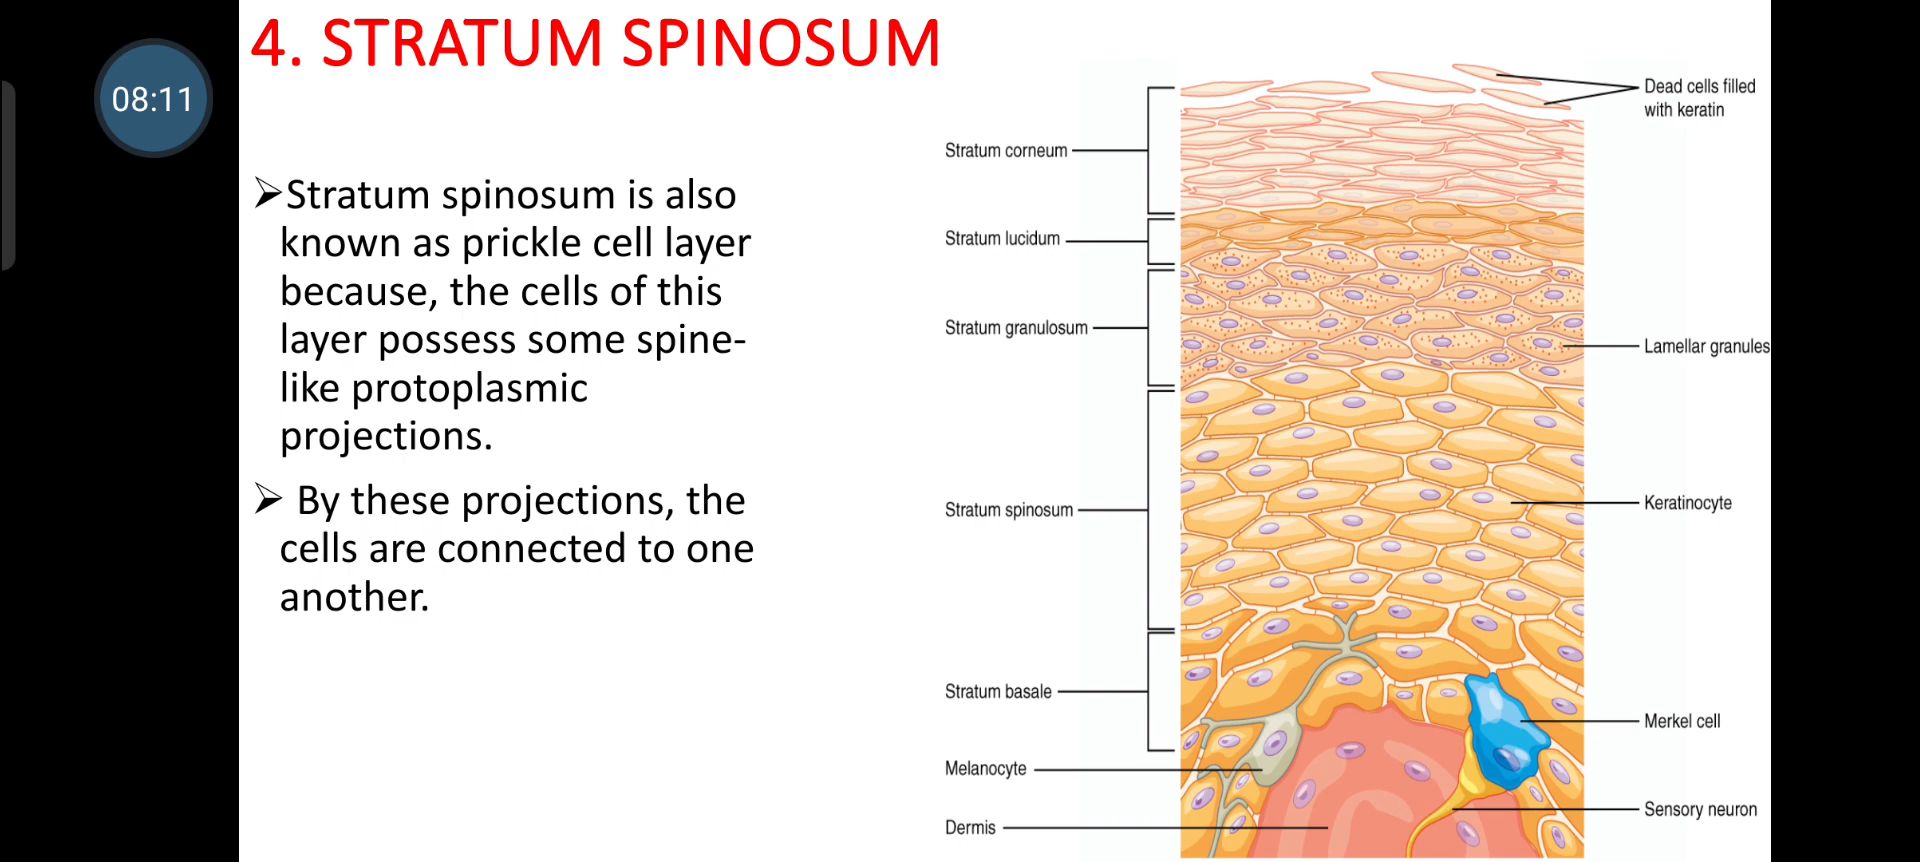 4. STRATUM SPINOSUM
08:11
➢Stratum spinosum is also
known as prickle cell layer
because, the cells of this
layer possess some spine-
like protoplasmic
projections.
➢ By these projections, the
cells are connected to one
another.
Stratum corneum
Stratum lucidum
Stratum granulosum
Stratum spinosum
Stratum basale
Melanocyte
Dermis
Dead cells filled
with keratin
Lamellar granules
Keratinocyte
Merkel cell
Sensory neuron